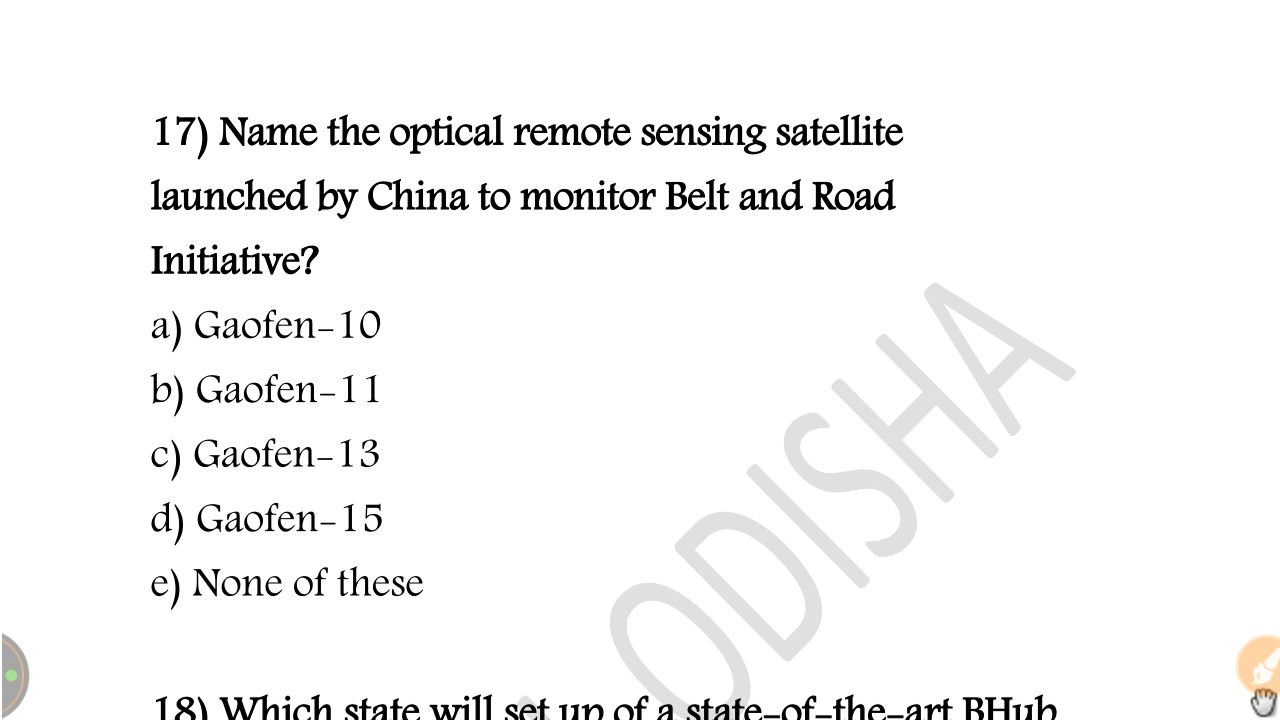 17) Name the optical remote sensing satellite
launched by China to monitor Belt and Road
Initiative?
a) Gaofen-10
b) Gaofen-11
c) Gaofen-13
d) Gaofen-15
e) None of these
ODISHA
18) Which state will set up of a state-of-the-art BHub